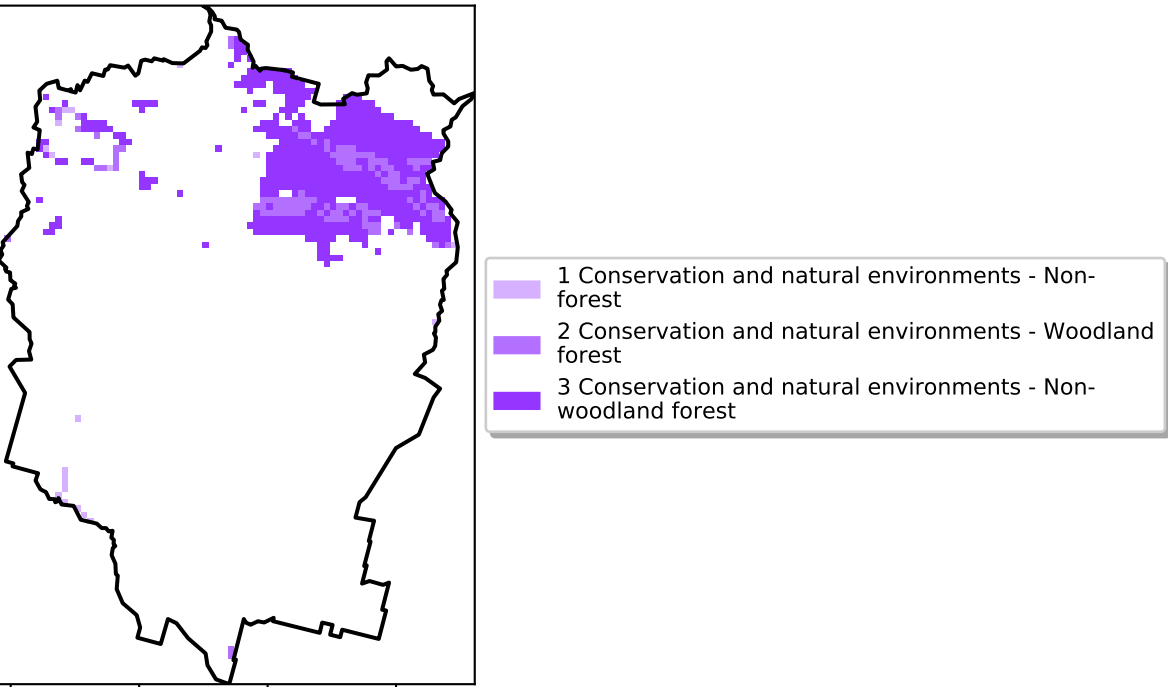 1 Conservation and natural environments - Non-
forest
2 Conservation and natural environments - Woodland
forest
3 Conservation and natural environments - Non-
woodland forest